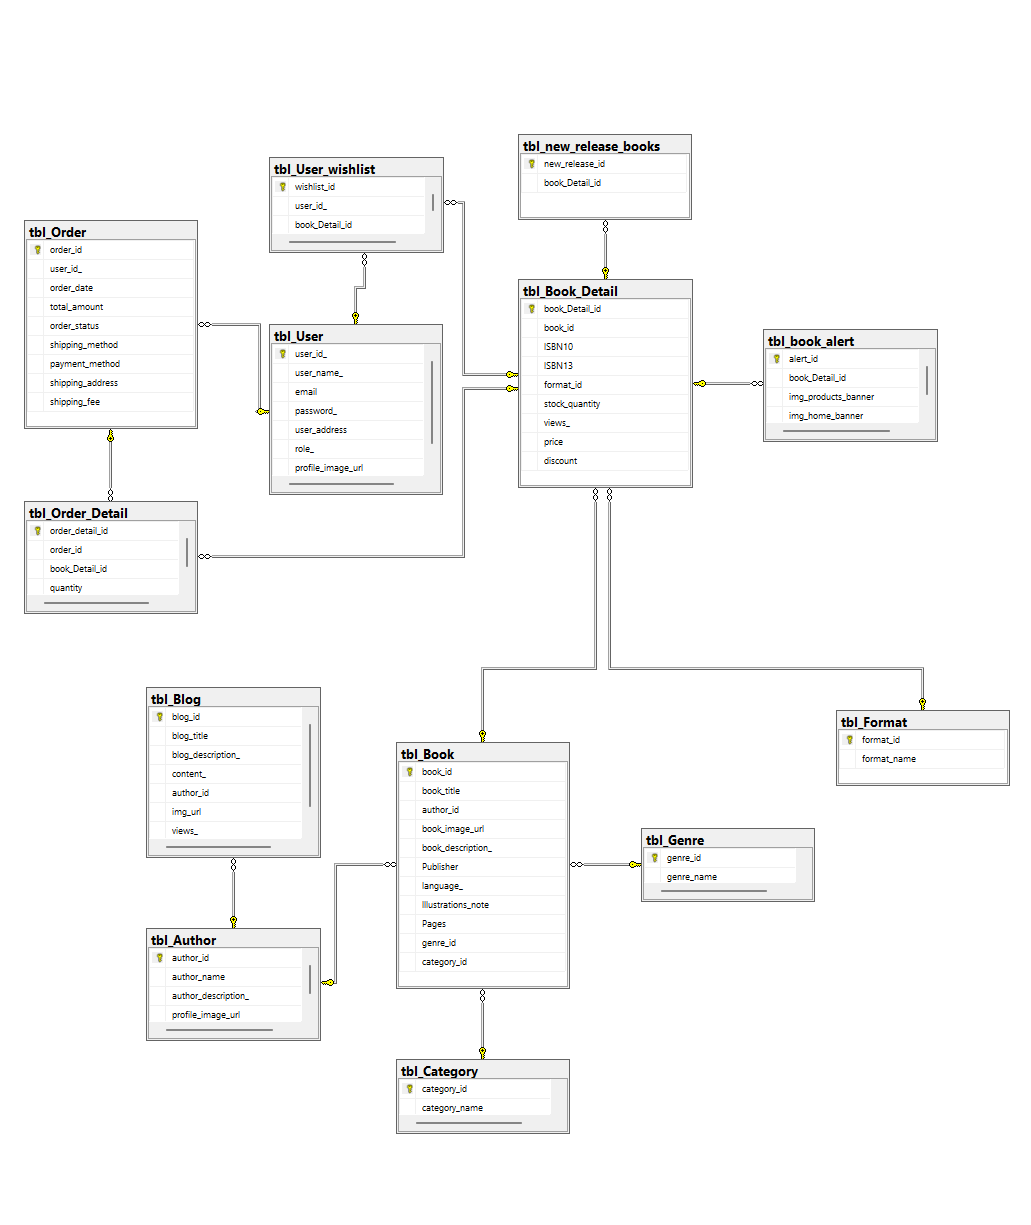 tbl_new_release_books
new_release_id
book_Detail_id
tbl_User_wishlist
wishlist_id
user_id_
book_Detail_id
tbl_Order
order_id
user_id_
order_date
total_amount
order_status
shipping_method
payment_method
shipping_address
shipping_fee
tbl_User
user_id_
user_name_
email
password_
user_address
role_
profile_image_url
tbl_Book_Detail
book_Detail_id
book_id
ISBN10
ISBN13
format_id
stock_quantity
views_
price
discount
tbl_book_alert
alert_id
book_Detail_id
img_products_banner
img_home_banner
tbl_Order_Detail
order_detail_id
order_id
book_Detail_id
quantity
tbl_Blog
blog_id
blog_title
blog_description_
content_
author_id
img_url
views_
tbl_Book
book_id
book_title
author_id
book_image_url
book_description_
Publisher
language_
Illustrations_note
Pages
genre_id
category_id
tbl_Format
format_id
format_name
tbl_Genre
genre_id
genre_name
tbl_Author
author_id
author_name
author_description_
profile_image_url
tbl_Category
category_id
category_name